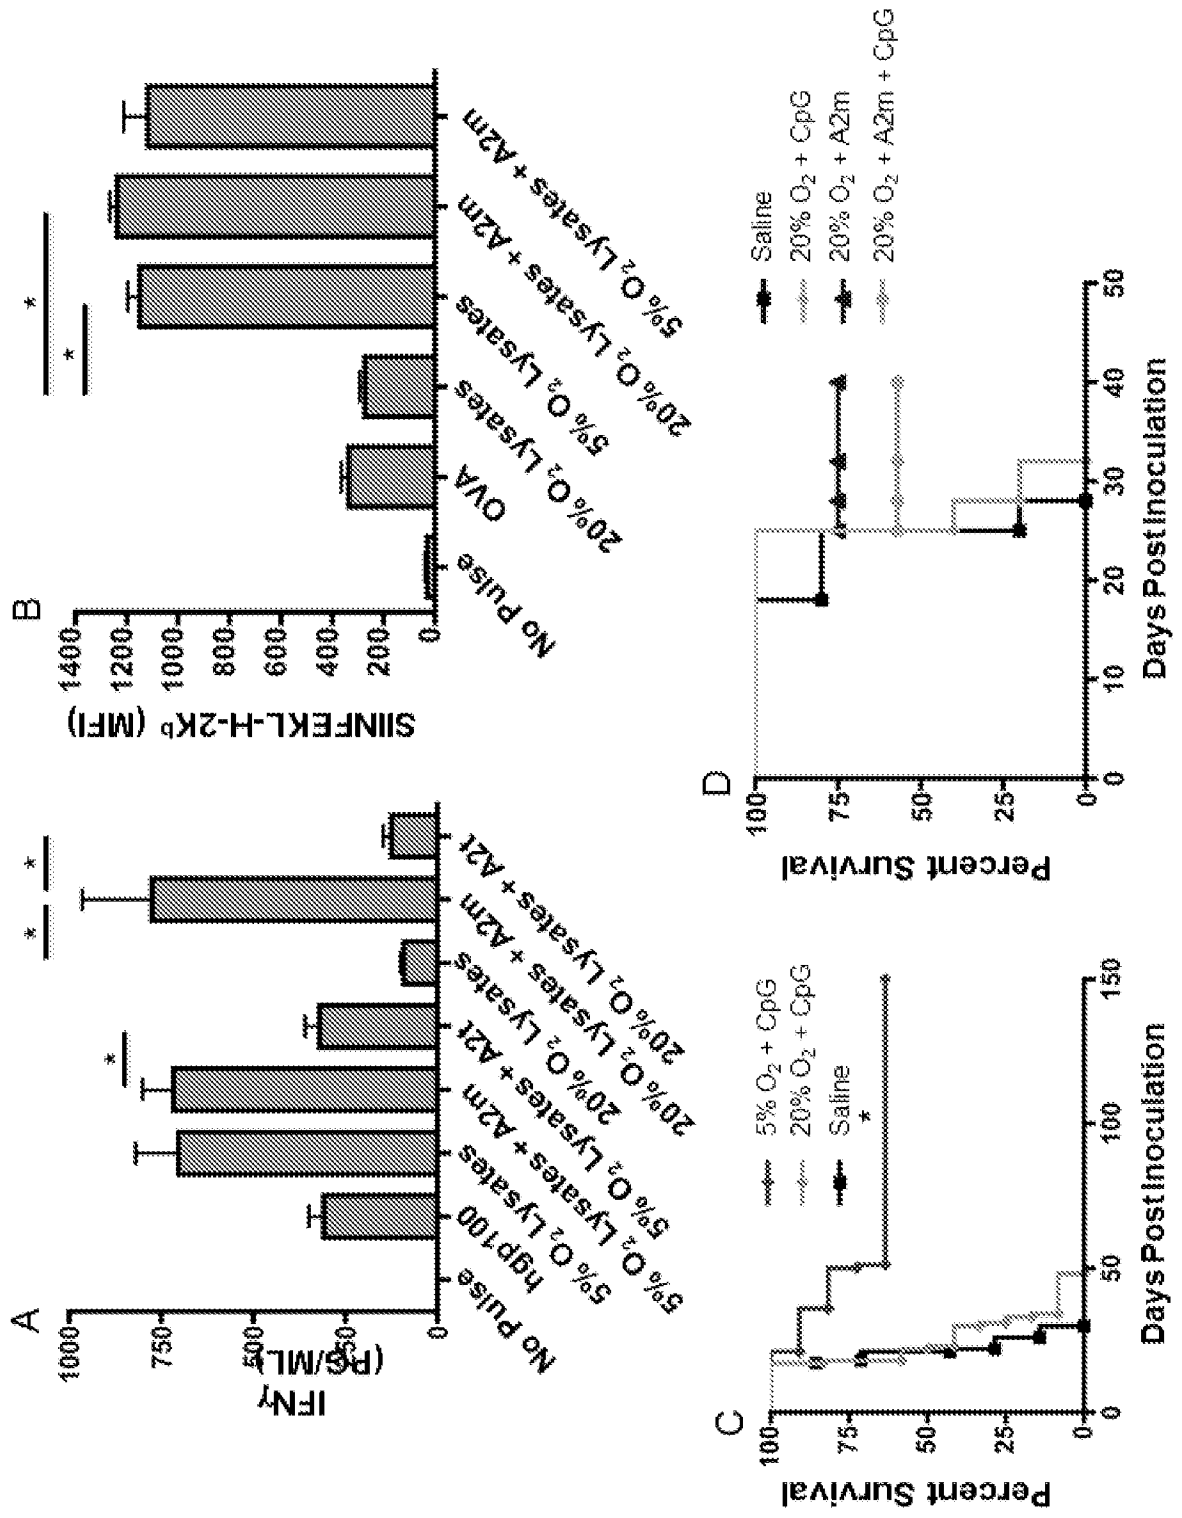 A
IFNγ
(PG/ML)
1000
750
500
250
0
No Pulse
hgp100
5% O2 Lysates
5% O2 Lysates + A2m
5% O2 Lysates + A2t
20% O2 Lysates
20% O2 Lysates + A2m
20% O2 Lysates + A2t
*
*
*
B
SIINFEKL-H-2Kᵇ (MFI)
1400
1200
1000
800
600
400
200
0
No Pulse
OVA
20% O2 Lysates
5% O2 Lysates
20% O2 Lysates + A2m
5% O2 Lysates + A2m
*
*
C
Percent Survival
100
75
50
25
0
0
50
100
150
Days Post Inoculation
5% O2 + CpG
20% O2 + CpG
Saline
*
D
Percent Survival
100
75
50
25
0
0
10
20
30
40
50
Days Post Inoculation
Saline
20% O2 + CpG
20% O2 + A2m
20% O2 + A2m + CpG